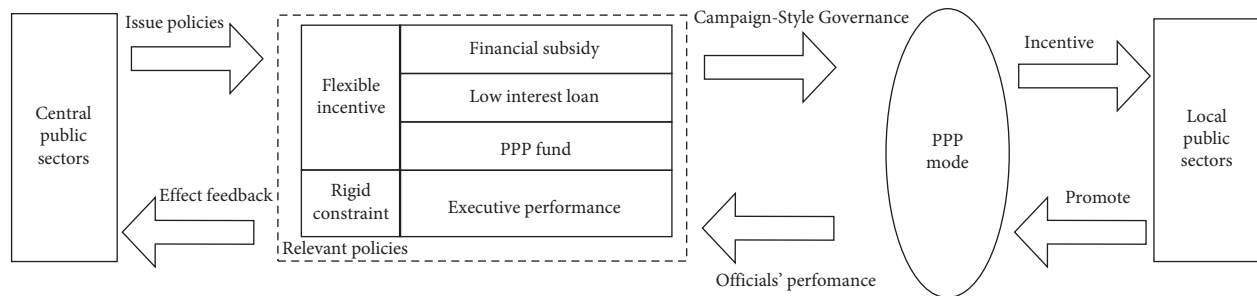 Issue policies
Campaign-Style Governance
Incentive
Central
public
sectors
Flexible
incentive
Financial subsidy
Low interest loan
PPP fund
Rigid
constraint
Executive performance
Relevant policies
PPP
mode
Local
public
sectors
Effect feedback
Officials' perfomance
Promote